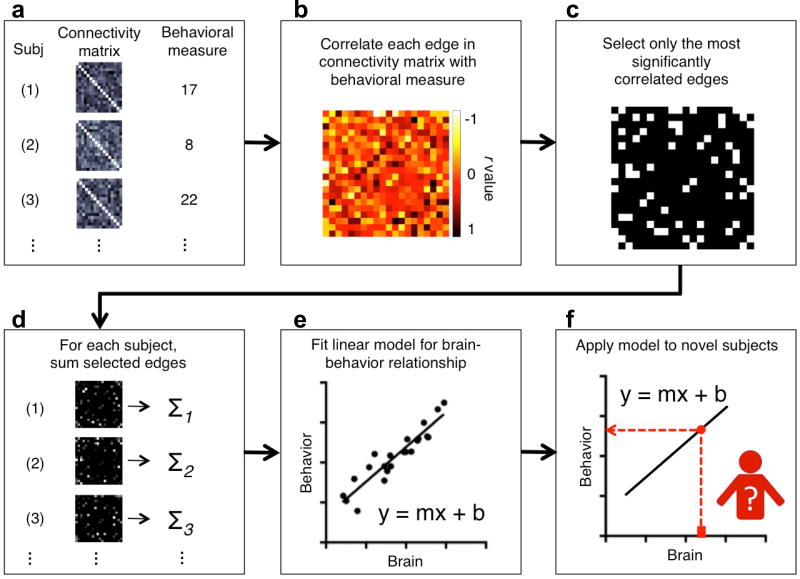 a
Subj
Connectivity
matrix
Behavioral
measure
(1)
17
(2)
8
(3)
22
⋮ ⋮ ⋮
b
Correlate each edge in
connectivity matrix with
behavioral measure
-1
0
1
r value
c
Select only the most
significantly
correlated edges
d
For each subject,
sum selected edges
(1) Σ1
(2) Σ2
(3) Σ3
⋮ ⋮ ⋮
e
Fit linear model for brain-
behavior relationship
Behavior
y = mx + b
Brain
f
Apply model to novel subjects
y = mx + b
Behavior
?
Brain